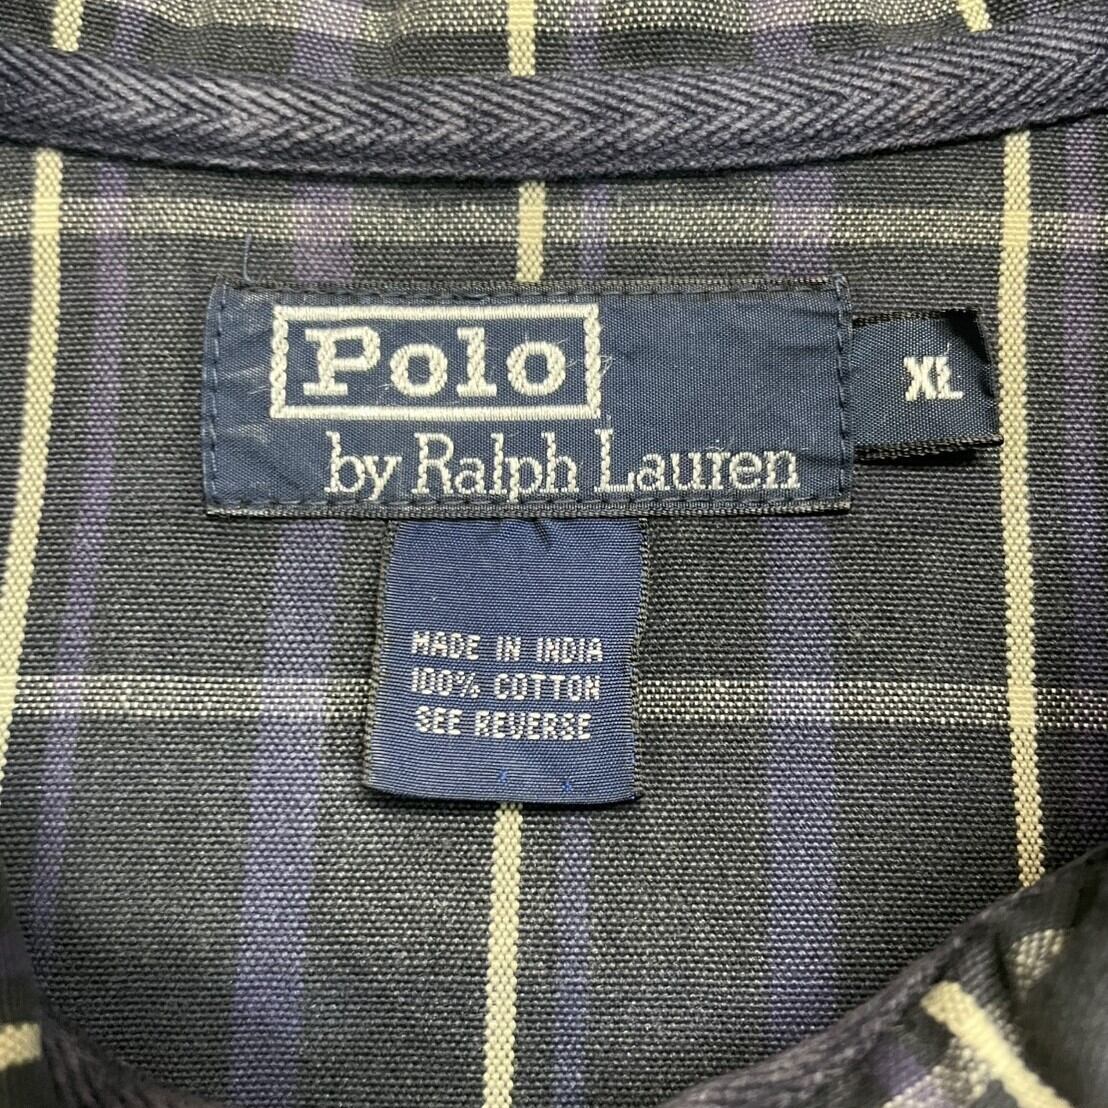 Polo
by Ralph Lauren
XL
MADE IN INDIA
100% COTTON
SEE REVERSE